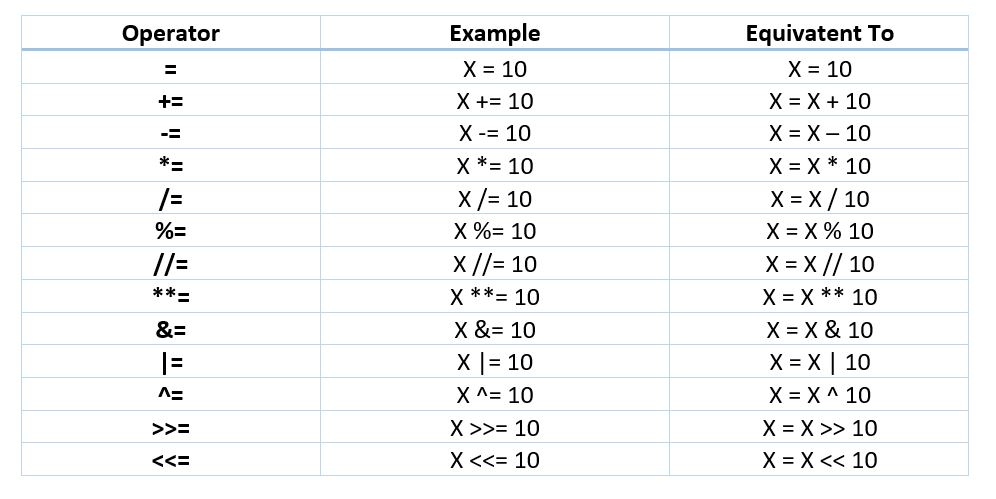 Operator Example Equivatent To
= X = 10 X = 10
+= X += 10 X = X + 10
-= X -= 10 X = X – 10
*= X *= 10 X = X * 10
/= X /= 10 X = X / 10
%= X %= 10 X = X % 10
//= X //= 10 X = X // 10
**= X **= 10 X = X ** 10
&= X &= 10 X = X & 10
|= X |= 10 X = X | 10
^= X ^= 10 X = X ^ 10
>>= X >>= 10 X = X >> 10
<<= X <<= 10 X = X << 10